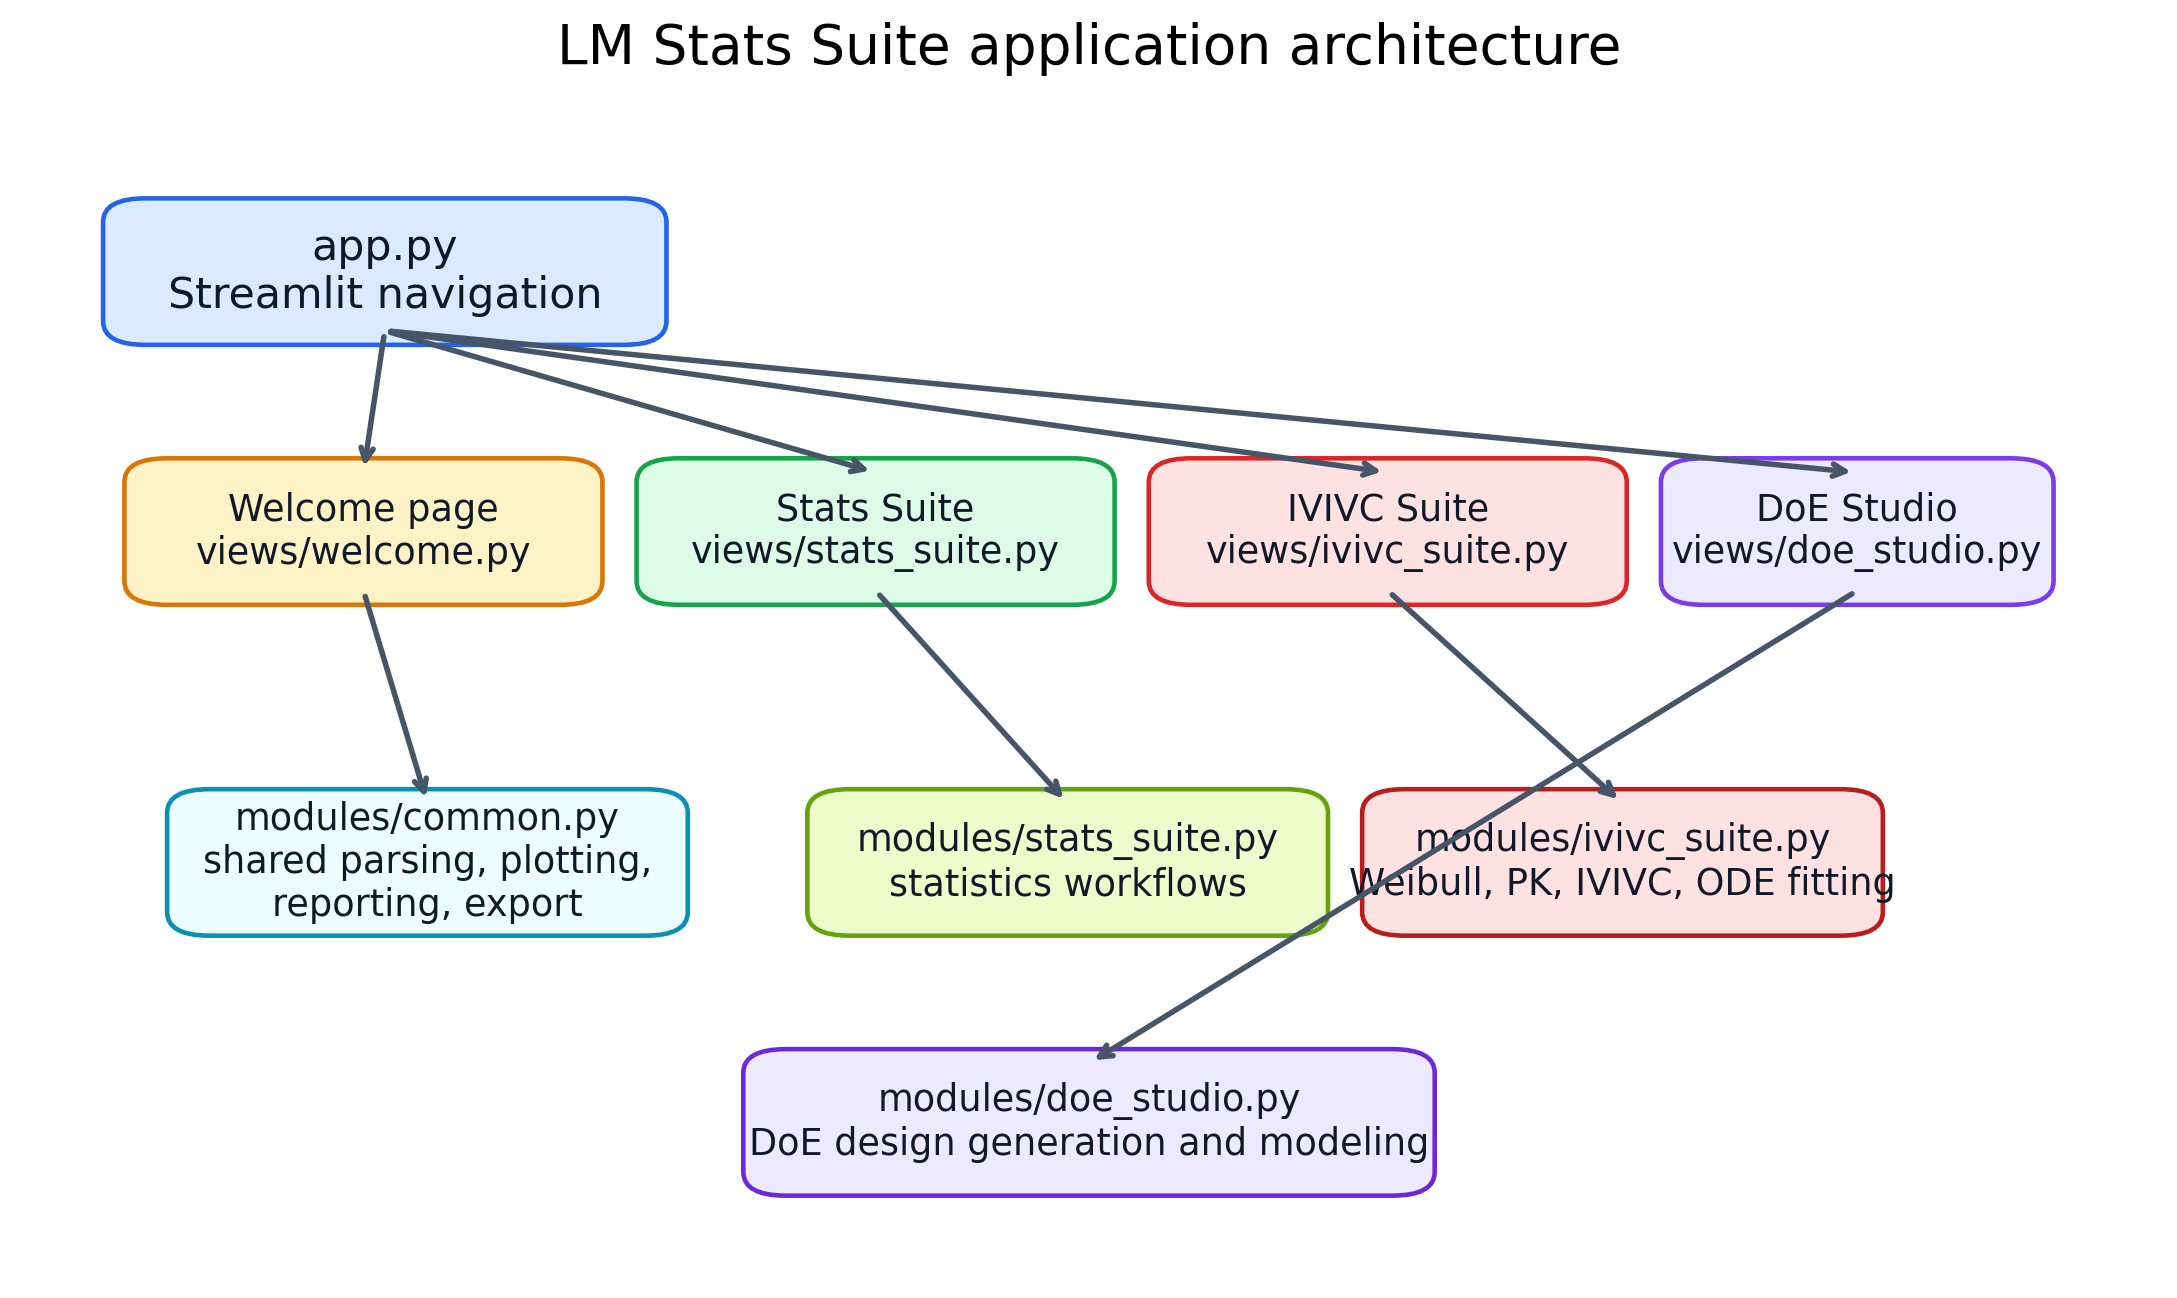 LM Stats Suite application architecture
app.py
Streamlit navigation
Welcome page
views/welcome.py
Stats Suite
views/stats_suite.py
IVIVC Suite
views/ivivc_suite.py
DoE Studio
views/doe_studio.py
modules/common.py
shared parsing, plotting,
reporting, export
modules/stats_suite.py
statistics workflows
modules/ivivc_suite.py
Weibull, PK, IVIVC, ODE fitting
modules/doe_studio.py
DoE design generation and modeling